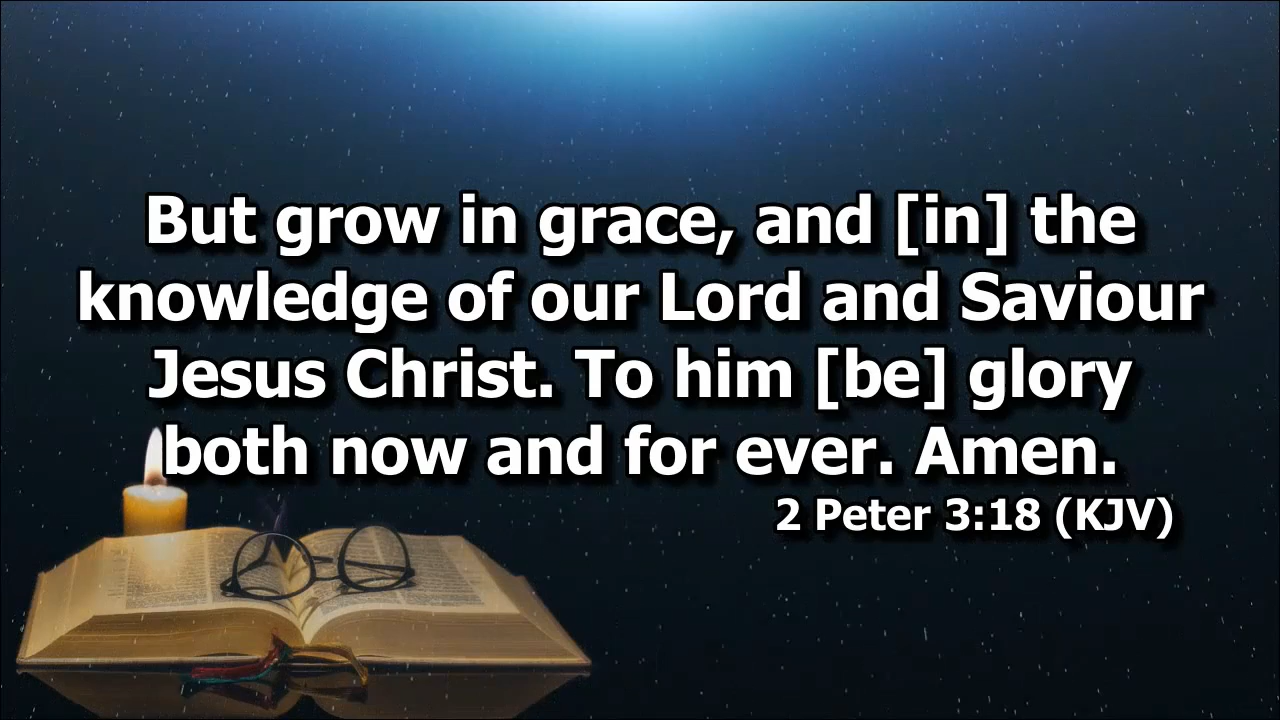 But grow in grace, and [in] the
knowledge of our Lord and Saviour
Jesus Christ. To him [be] glory
both now and for ever. Amen.
2 Peter 3:18 (KJV)